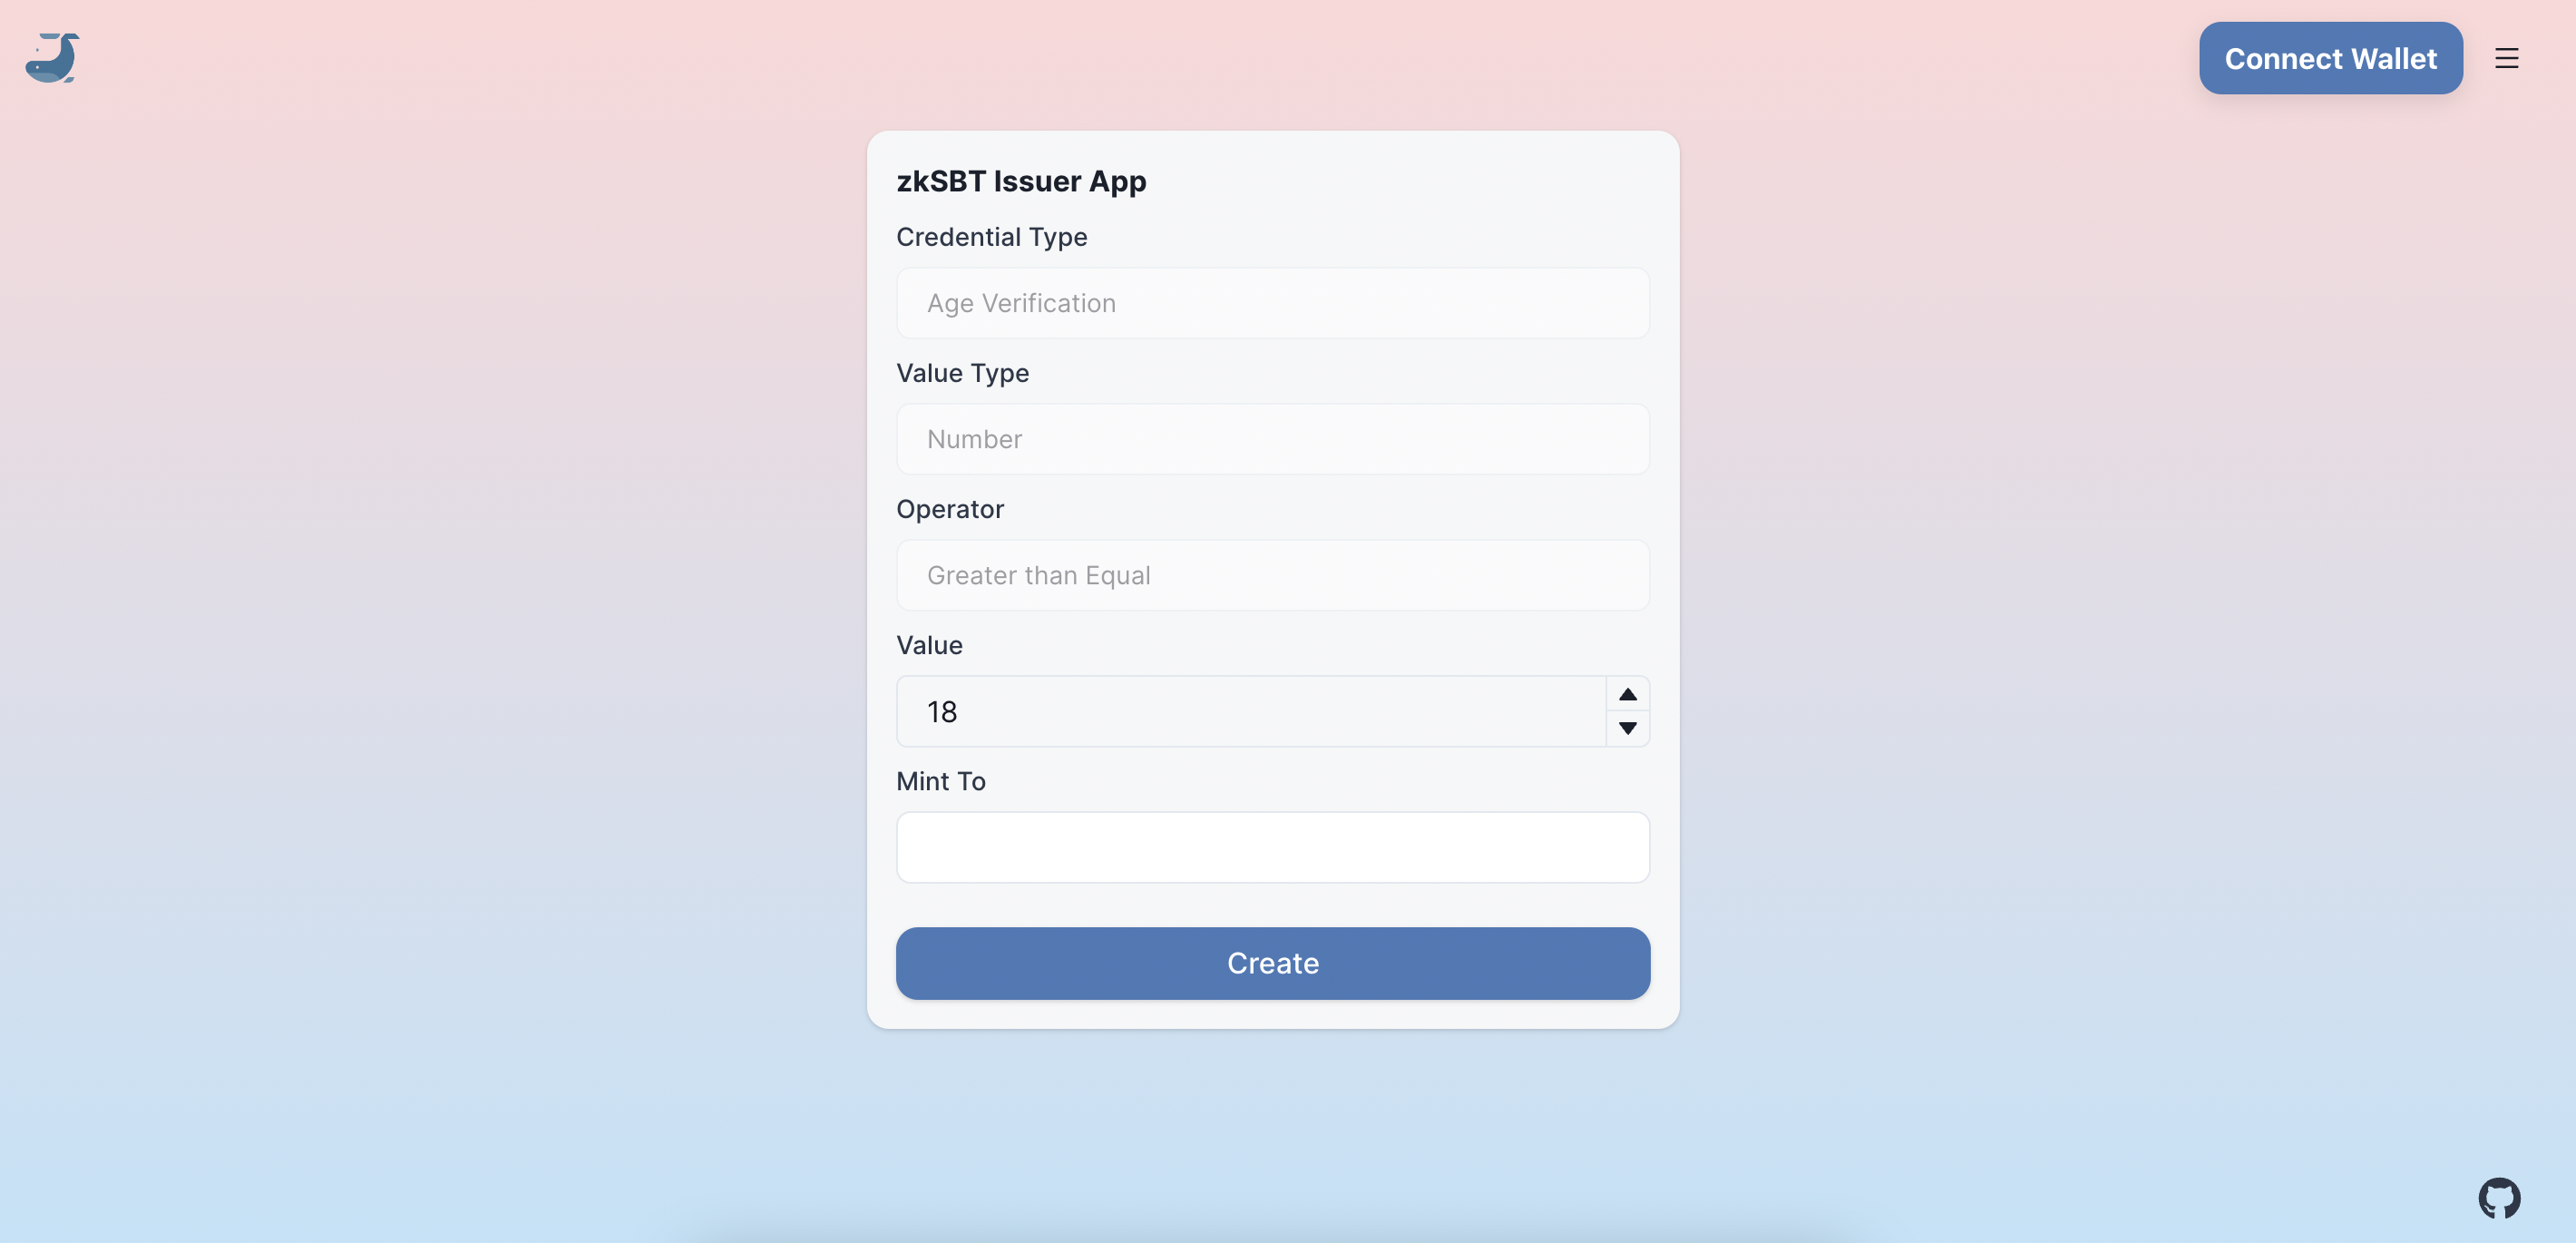 Connect Wallet
zkSBT Issuer App
Credential Type
Age Verification
Value Type
Number
Operator
Greater than Equal
Value
18
Mint To
Create